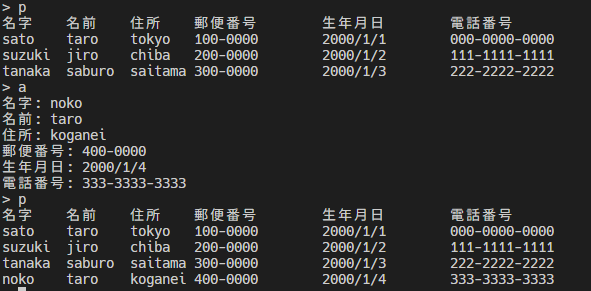 > p
名字    名前    住所    郵便番号        生年月日        電話番号
sato    taro    tokyo   100-0000        2000/1/1        000-0000-0000
suzuki  jiro    chiba   200-0000        2000/1/2        111-1111-1111
tanaka  saburo  saitama 300-0000        2000/1/3        222-2222-2222
> a
名字: noko
名前: taro
住所: koganei
郵便番号: 400-0000
生年月日: 2000/1/4
電話番号: 333-3333-3333
> p
名字    名前    住所    郵便番号        生年月日        電話番号
sato    taro    tokyo   100-0000        2000/1/1        000-0000-0000
suzuki  jiro    chiba   200-0000        2000/1/2        111-1111-1111
tanaka  saburo  saitama 300-0000        2000/1/3        222-2222-2222
noko    taro    koganei 400-0000        2000/1/4        333-3333-3333